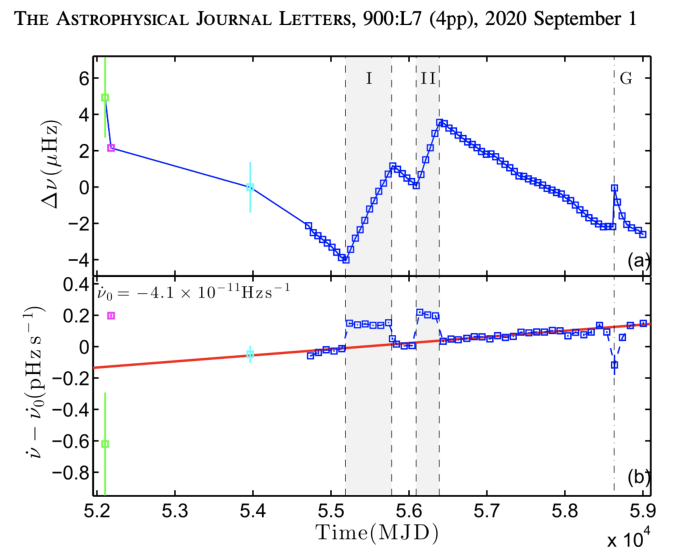 THE ASTROPHYSICAL JOURNAL LETTERS, 900:L7 (4pp), 2020 September 1
I
II
G
6
4
2
0
−2
−4
Δν(μHz)
(a)
ν̇₀ = −4.1 × 10⁻¹¹Hzs⁻¹
0.4
0.2
0
−0.2
−0.4
−0.6
−0.8
ν̇ − ν̇₀(pHzs⁻¹)
(b)
5.2 5.3 5.4 5.5 5.6 5.7 5.8 5.9
Time(MJD)
x 10⁴